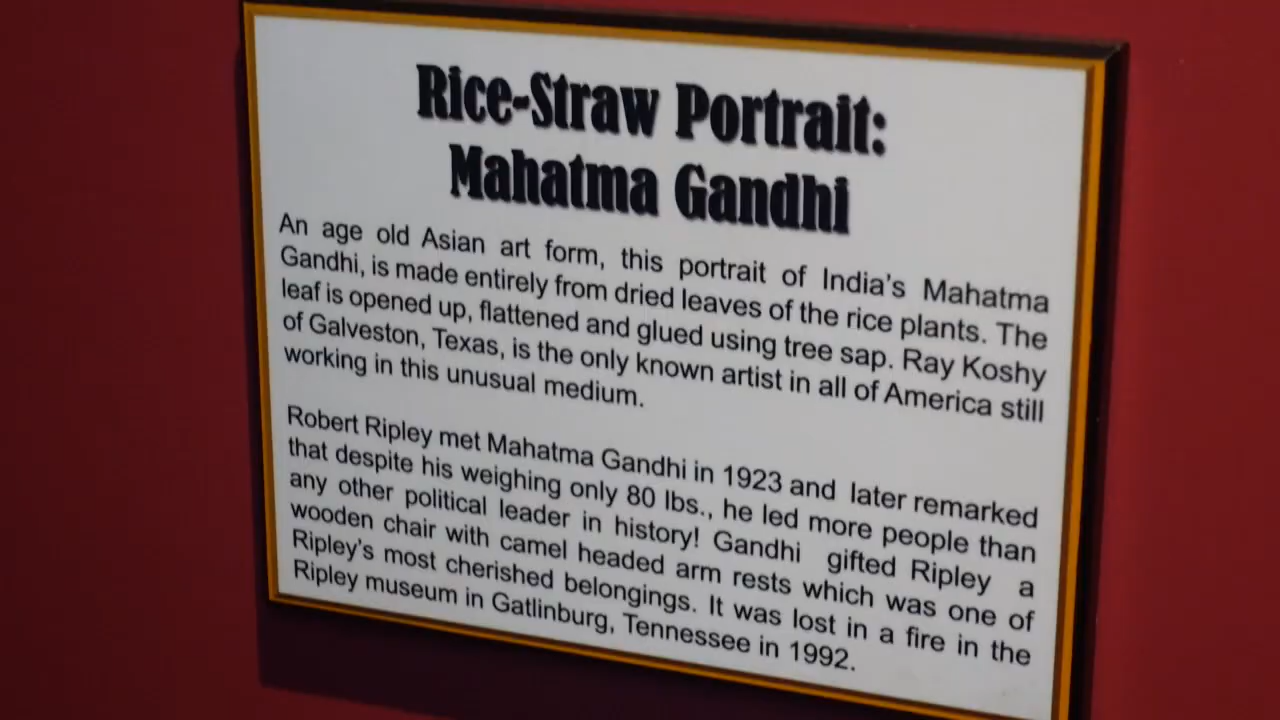 Rice-Straw Portrait:
Mahatma Gandhi
An age old Asian art form, this portrait of India's Mahatma
Gandhi, is made entirely from dried leaves of the rice plants. The
leaf is opened up, flattened and glued using tree sap. Ray Koshy
of Galveston, Texas, is the only known artist in all of America still
working in this unusual medium.
Robert Ripley met Mahatma Gandhi in 1923 and later remarked
that despite his weighing only 80 lbs., he led more people than
any other political leader in history! Gandhi gifted Ripley a
wooden chair with camel headed arm rests which was one of
Ripley's most cherished belongings. It was lost in a fire in the
Ripley museum in Gatlinburg, Tennessee in 1992.